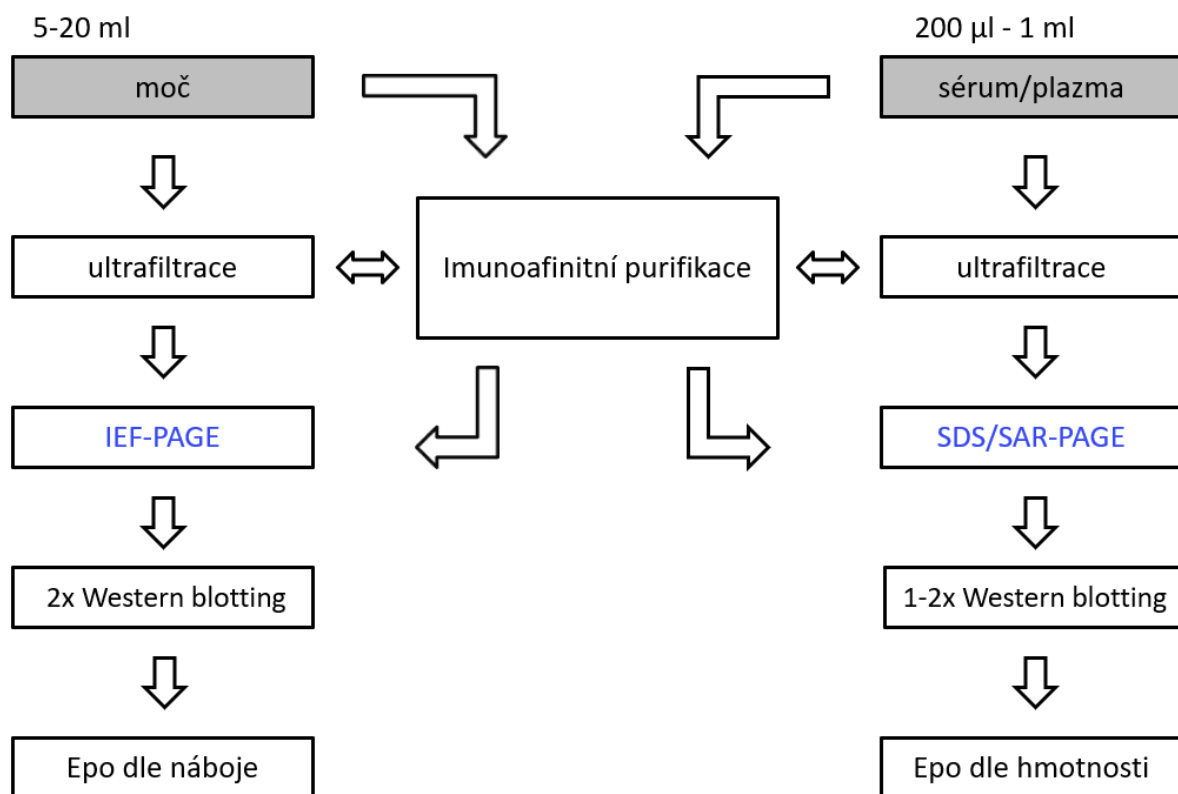 5-20 ml
200 µl - 1 ml
moč
sérum/plazma
ultrafiltrace
Imunoafinitní purifikace
ultrafiltrace
IEF-PAGE
SDS/SAR-PAGE
2x Western blotting
1-2x Western blotting
Epo dle náboje
Epo dle hmotnosti